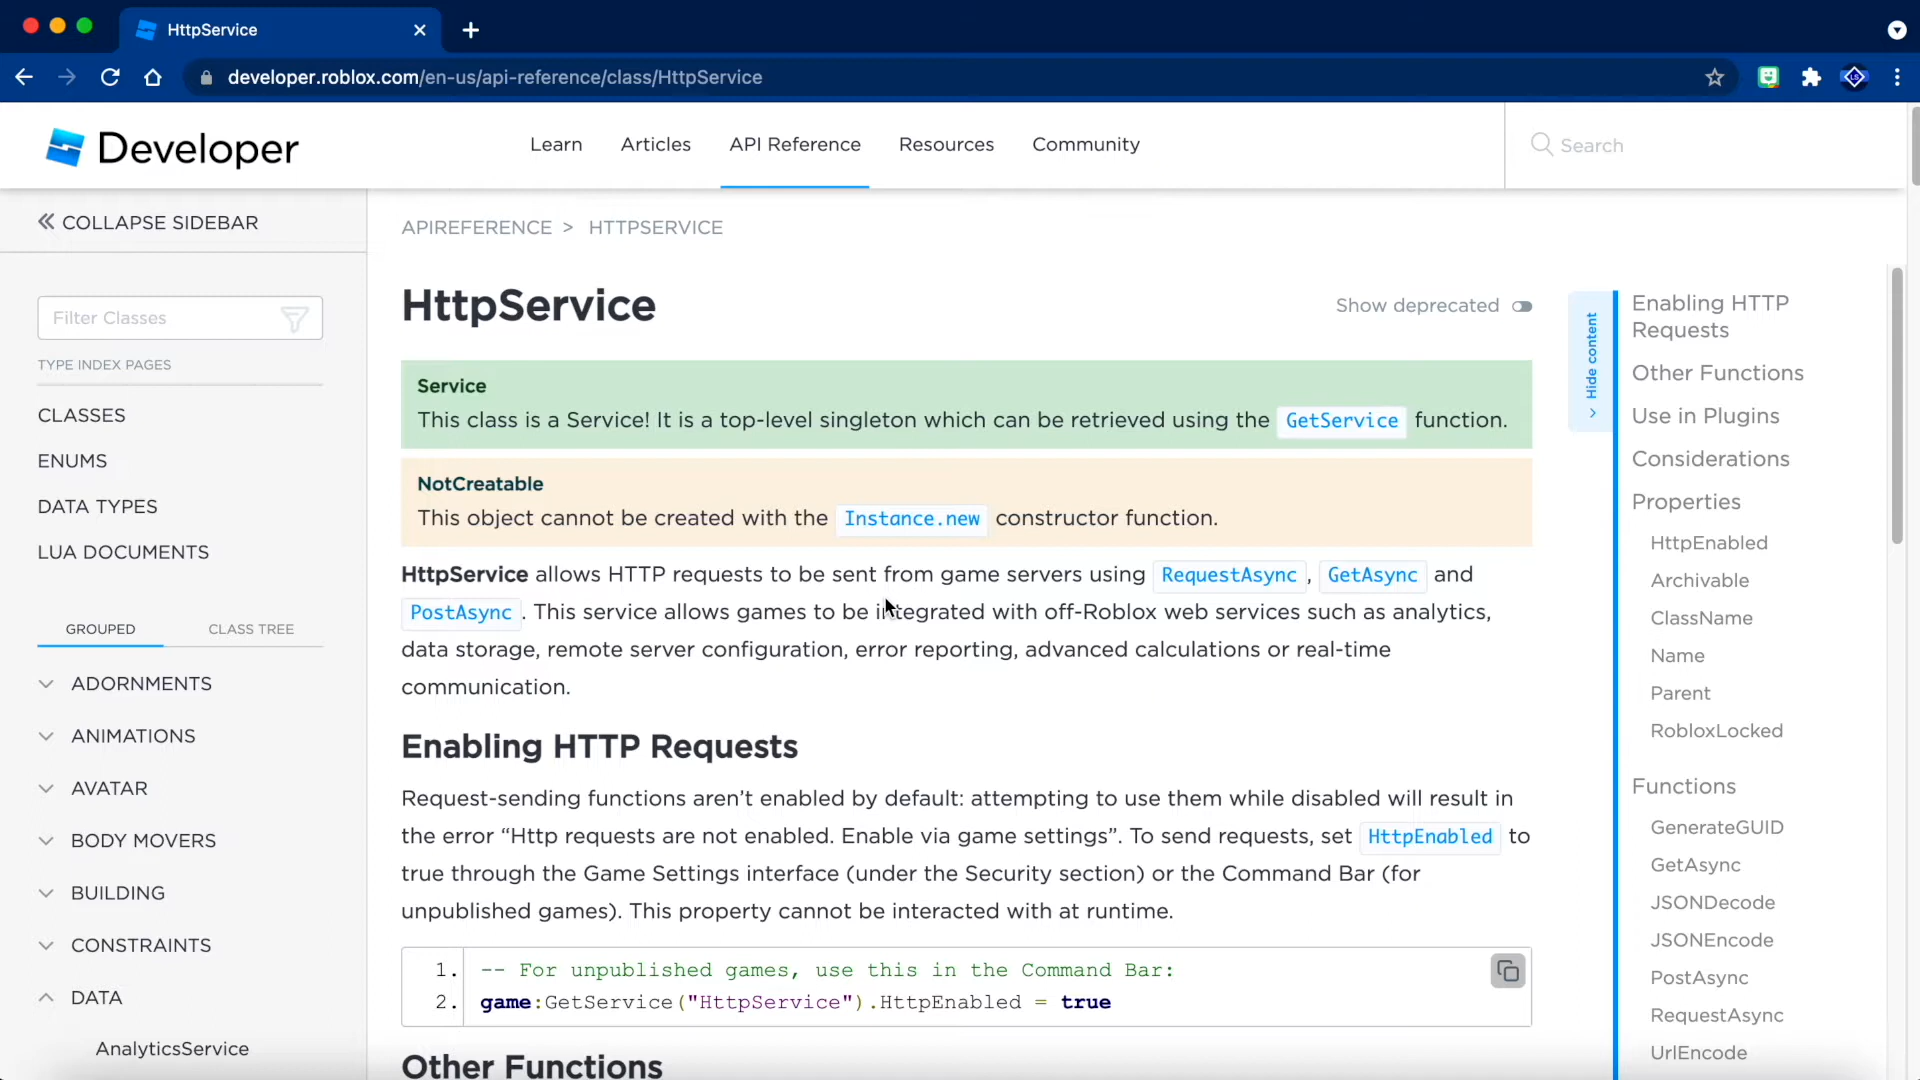 HttpService
developer.roblox.com/en-us/api-reference/class/HttpService
LS
Developer
Learn
Articles
API Reference
Resources
Community
Search
COLLAPSE SIDEBAR
Filter Classes
TYPE INDEX PAGES
CLASSES
ENUMS
DATA TYPES
LUA DOCUMENTS
GROUPED
CLASS TREE
ADORNMENTS
ANIMATIONS
AVATAR
BODY MOVERS
BUILDING
CONSTRAINTS
DATA
AnalyticsService
APIREFERENCE > HTTPSERVICE
HttpService
Show deprecated
Service
This class is a Service! It is a top-level singleton which can be retrieved using the GetService function.
NotCreatable
This object cannot be created with the Instance.new constructor function.
HttpService allows HTTP requests to be sent from game servers using RequestAsync , GetAsync and
PostAsync . This service allows games to be integrated with off-Roblox web services such as analytics,
data storage, remote server configuration, error reporting, advanced calculations or real-time
communication.
Enabling HTTP Requests
Request-sending functions aren’t enabled by default: attempting to use them while disabled will result in
the error “Http requests are not enabled. Enable via game settings”. To send requests, set HttpEnabled to
true through the Game Settings interface (under the Security section) or the Command Bar (for
unpublished games). This property cannot be interacted with at runtime.
1. -- For unpublished games, use this in the Command Bar:
2. game:GetService("HttpService").HttpEnabled = true
Other Functions
Hide content
Enabling HTTP
Requests
Other Functions
Use in Plugins
Considerations
Properties
HttpEnabled
Archivable
ClassName
Name
Parent
RobloxLocked
Functions
GenerateGUID
GetAsync
JSONDecode
JSONEncode
PostAsync
RequestAsync
UrlEncode